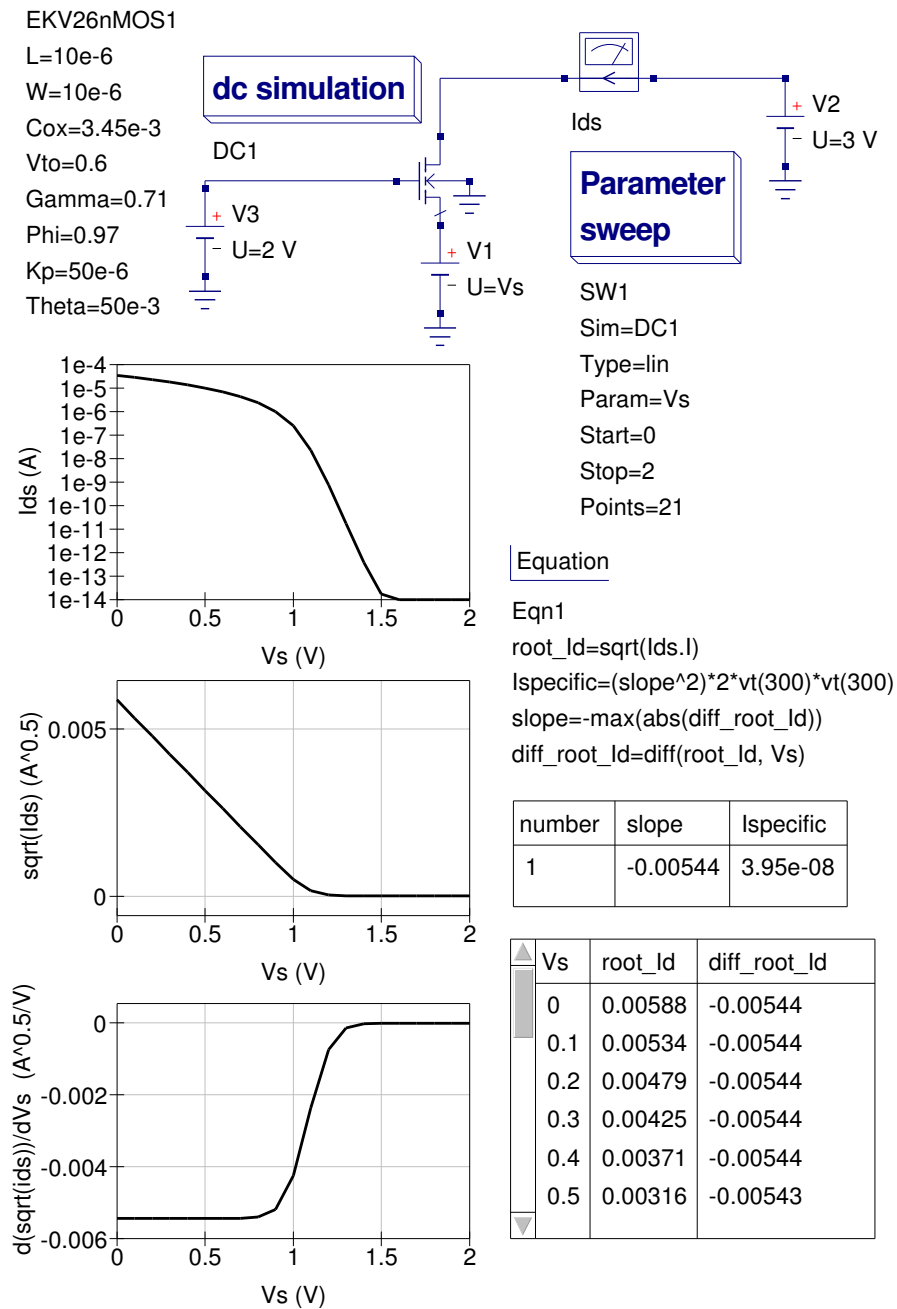 EKV26nMOS1
L=10e-6
W=10e-6
Cox=3.45e-3
Vto=0.6
Gamma=0.71
Phi=0.97
Kp=50e-6
Theta=50e-3
dc simulation
DC1
+ V3
- U=2 V
+ V1
- U=Vs
Ids
+ V2
- U=3 V
Parameter
sweep
SW1
Sim=DC1
Type=lin
Param=Vs
Start=0
Stop=2
Points=21
Ids (A)
1e-4
1e-5
1e-6
1e-7
1e-8
1e-9
1e-10
1e-11
1e-12
1e-13
1e-14
0 0.5 1 1.5 2
Vs (V)
Equation
Eqn1
root_Id=sqrt(Ids.I)
Ispecific=(slope^2)*2*vt(300)*vt(300)
slope=-max(abs(diff_root_Id))
diff_root_Id=diff(root_Id, Vs)
sqrt(Ids) (A^0.5)
0.005
0
0 0.5 1 1.5 2
Vs (V)
number slope Ispecific
1 -0.00544 3.95e-08
d(sqrt(ids))/dVs (A^0.5/V)
0
-0.002
-0.004
-0.006
0 0.5 1 1.5 2
Vs (V)
Vs root_Id diff_root_Id
0 0.00588 -0.00544
0.1 0.00534 -0.00544
0.2 0.00479 -0.00544
0.3 0.00425 -0.00544
0.4 0.00371 -0.00544
0.5 0.00316 -0.00543